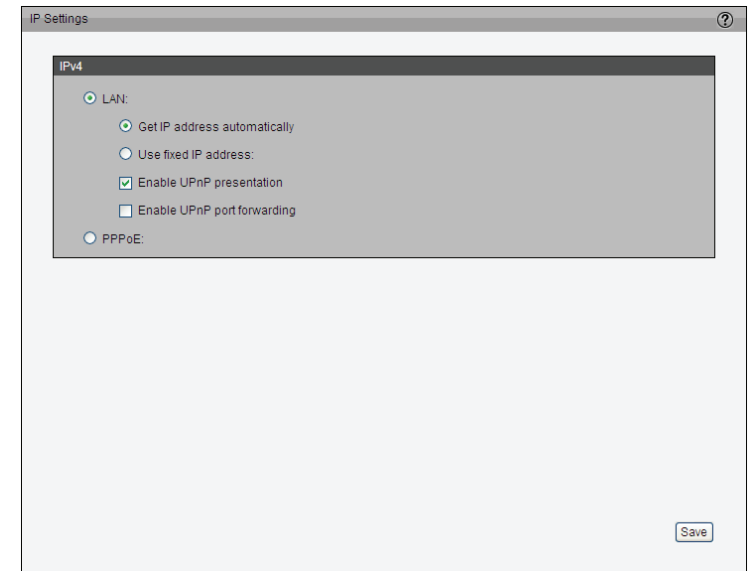 IP Settings
?
IPv4
LAN:
Get IP address automatically
Use fixed IP address:
Enable UPnP presentation
Enable UPnP port forwarding
PPPoE:
Save